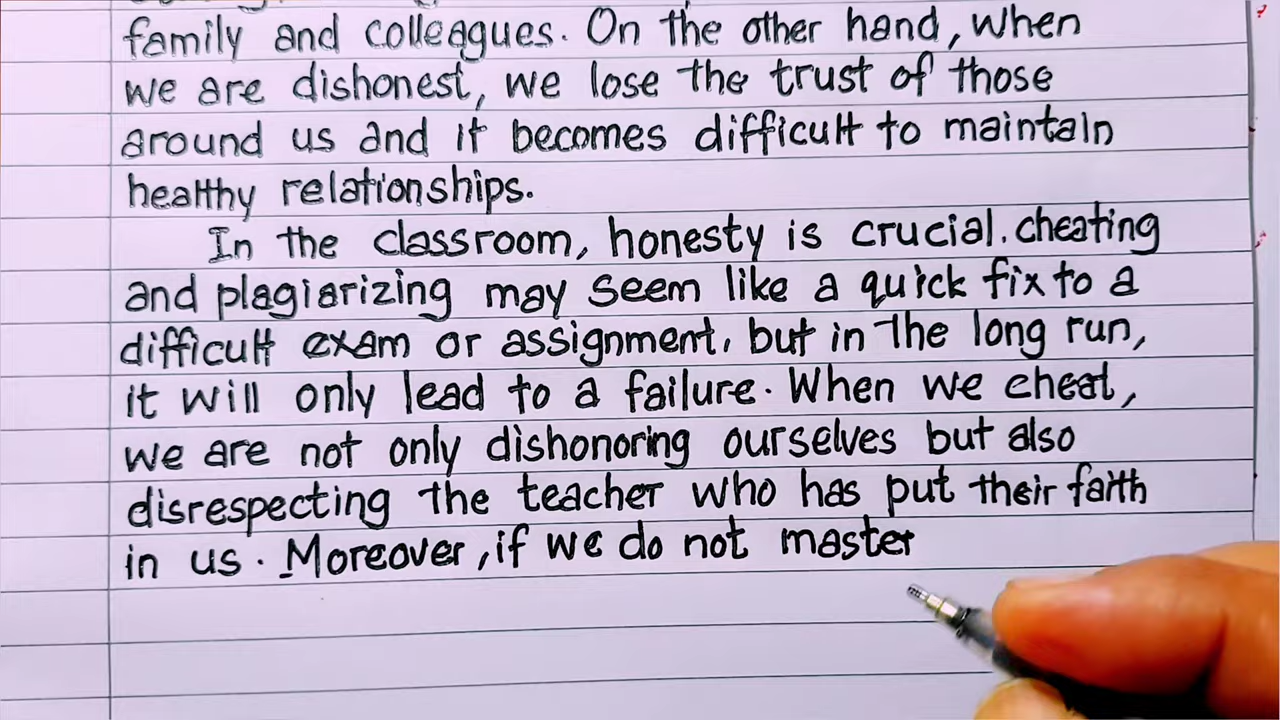 family and colleagues. On the other hand, when
we are dishonest, we lose the trust of those
around us and it becomes difficult to maintain
healthy relationships.
In the classroom, honesty is crucial. cheating
and plagiarizing may seem like a quick fix to a
difficult exam or assignment, but in the long run,
it will only lead to a failure. When we cheat,
we are not only dishonoring ourselves but also
disrespecting the teacher who has put their faith
in us. Moreover, if we do not master